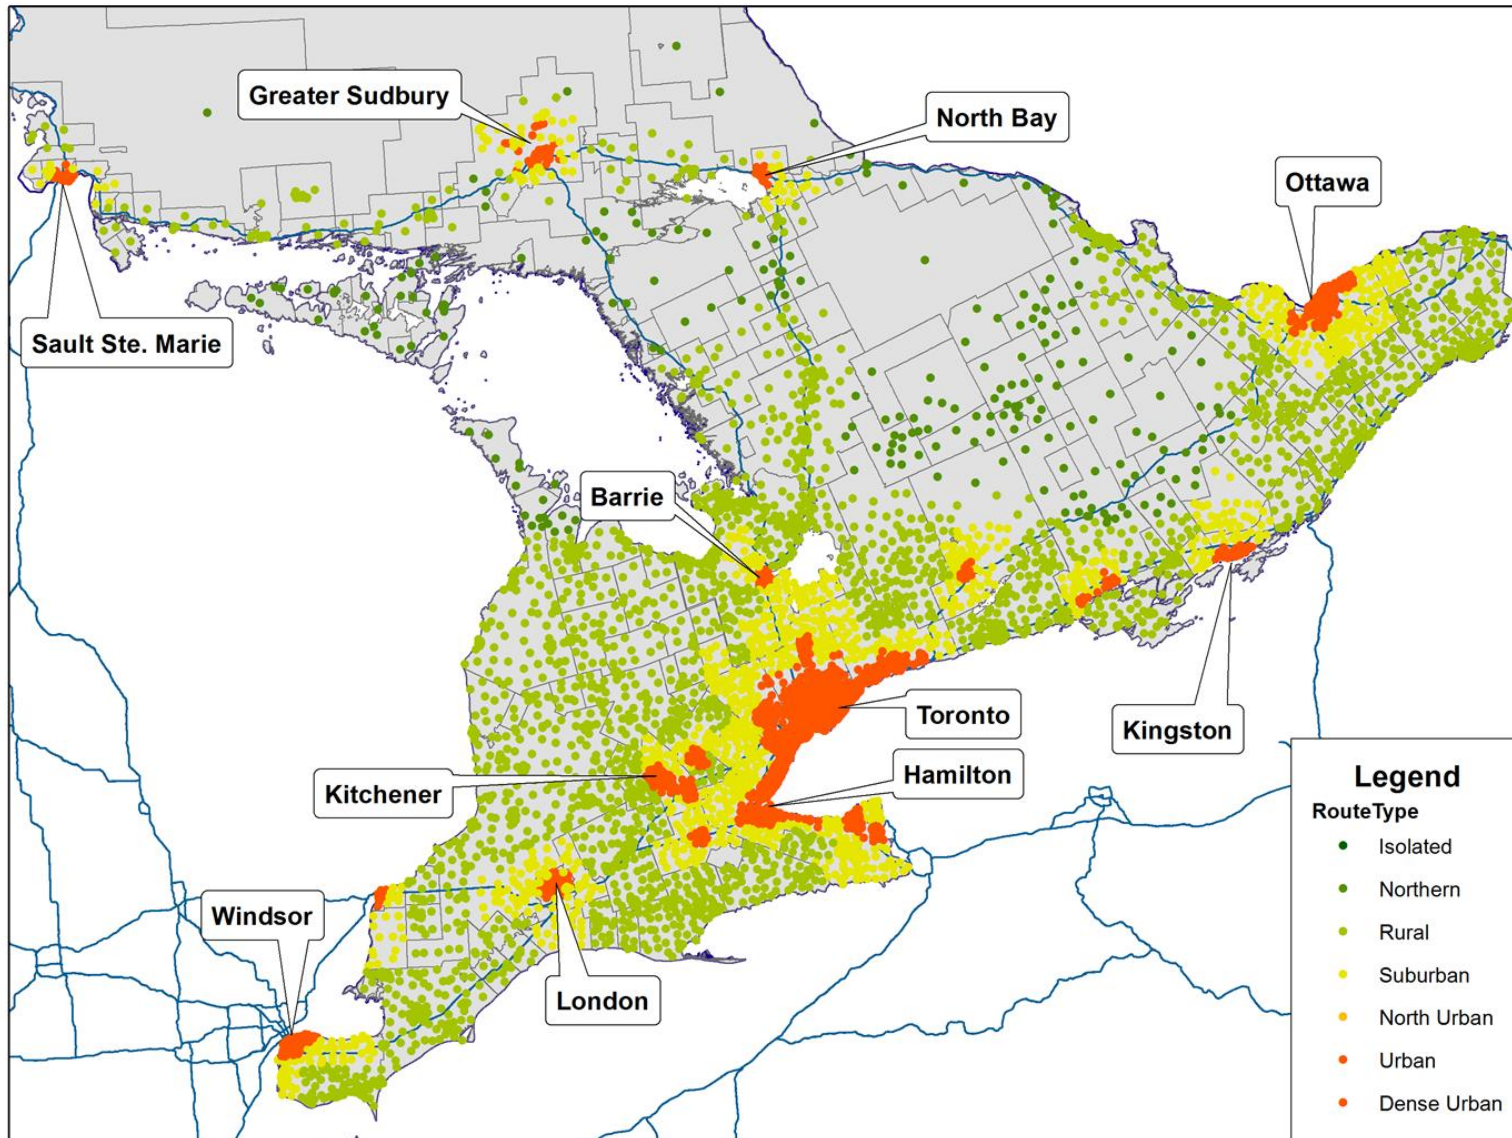 Greater Sudbury
North Bay
Ottawa
Sault Ste. Marie
Barrie
Toronto
Kingston
Hamilton
Kitchener
Windsor
London
Legend
RouteType
Isolated
Northern
Rural
Suburban
North Urban
Urban
Dense Urban